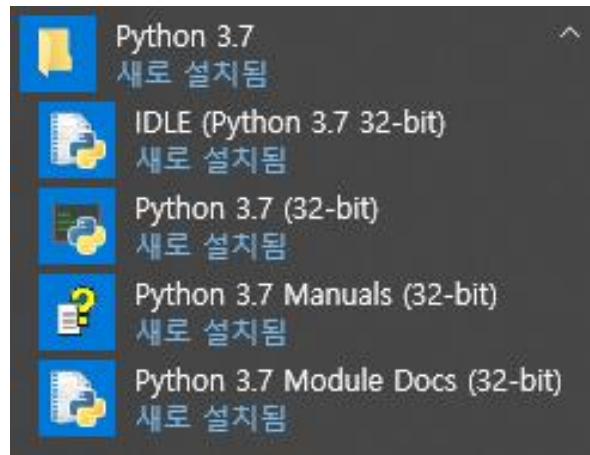 Python 3.7
새로 설치됨
IDLE (Python 3.7 32-bit)
새로 설치됨
Python 3.7 (32-bit)
새로 설치됨
Python 3.7 Manuals (32-bit)
새로 설치됨
Python 3.7 Module Docs (32-bit)
새로 설치됨